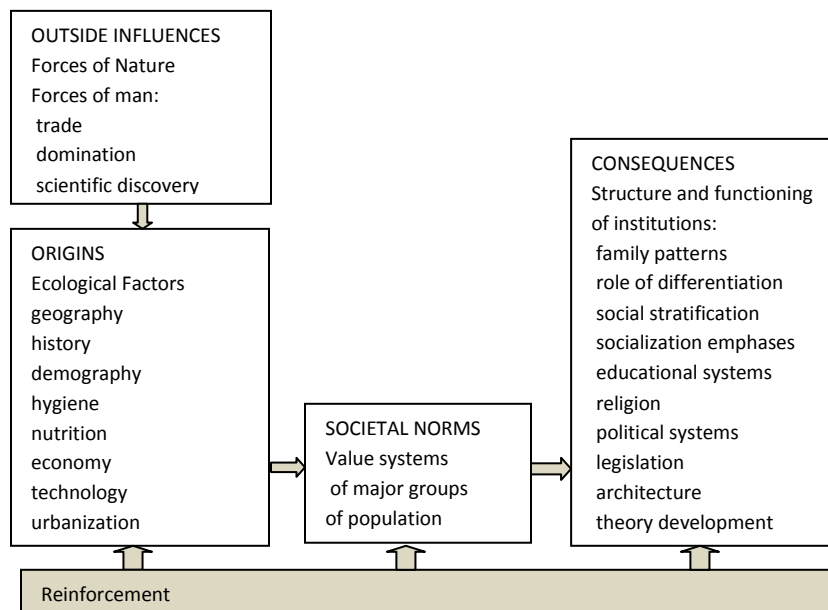 OUTSIDE INFLUENCES
Forces of Nature
Forces of man:
trade
domination
scientific discovery
ORIGINS
Ecological Factors
geography
history
demography
hygiene
nutrition
economy
technology
urbanization
SOCIETAL NORMS
Value systems
of major groups
of population
CONSEQUENCES
Structure and functioning
of institutions:
family patterns
role of differentiation
social stratification
socialization emphases
educational systems
religion
political systems
legislation
architecture
theory development
Reinforcement